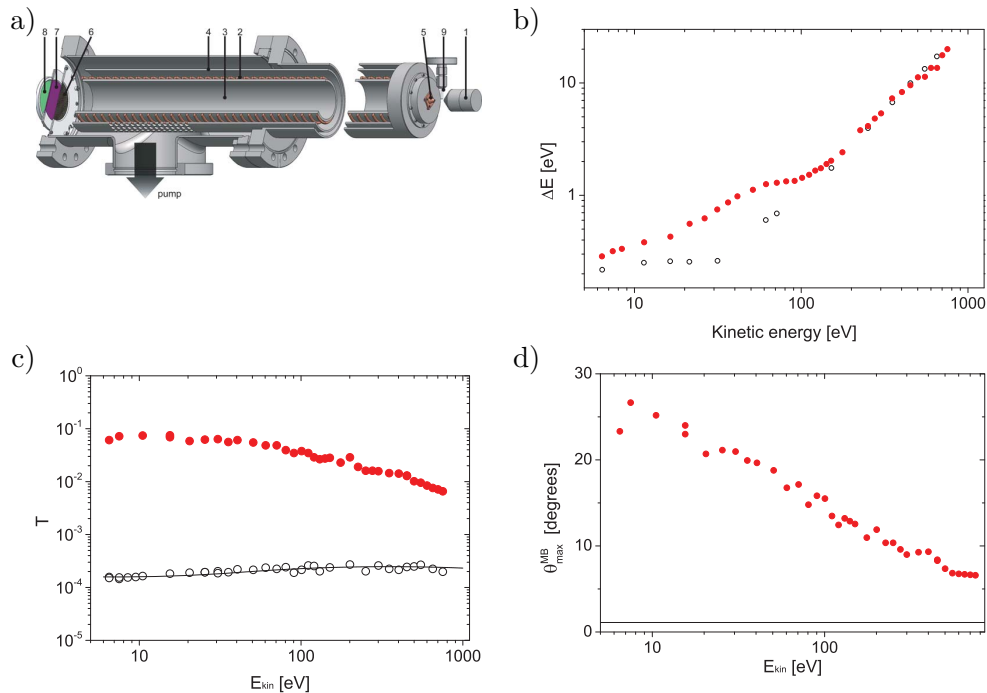 a)
8 7 6 4 3 2 5 9 1
pump
b)
10
1
ΔE [eV]
10 100 1000
Kinetic energy [eV]
c)
10⁰
10⁻¹
10⁻²
10⁻³
10⁻⁴
10⁻⁵
T
10 100 1000
Eₖᵢₙ [eV]
d)
30
20
10
0
θᴹᴮmax [degrees]
10 100
Eₖᵢₙ [eV]